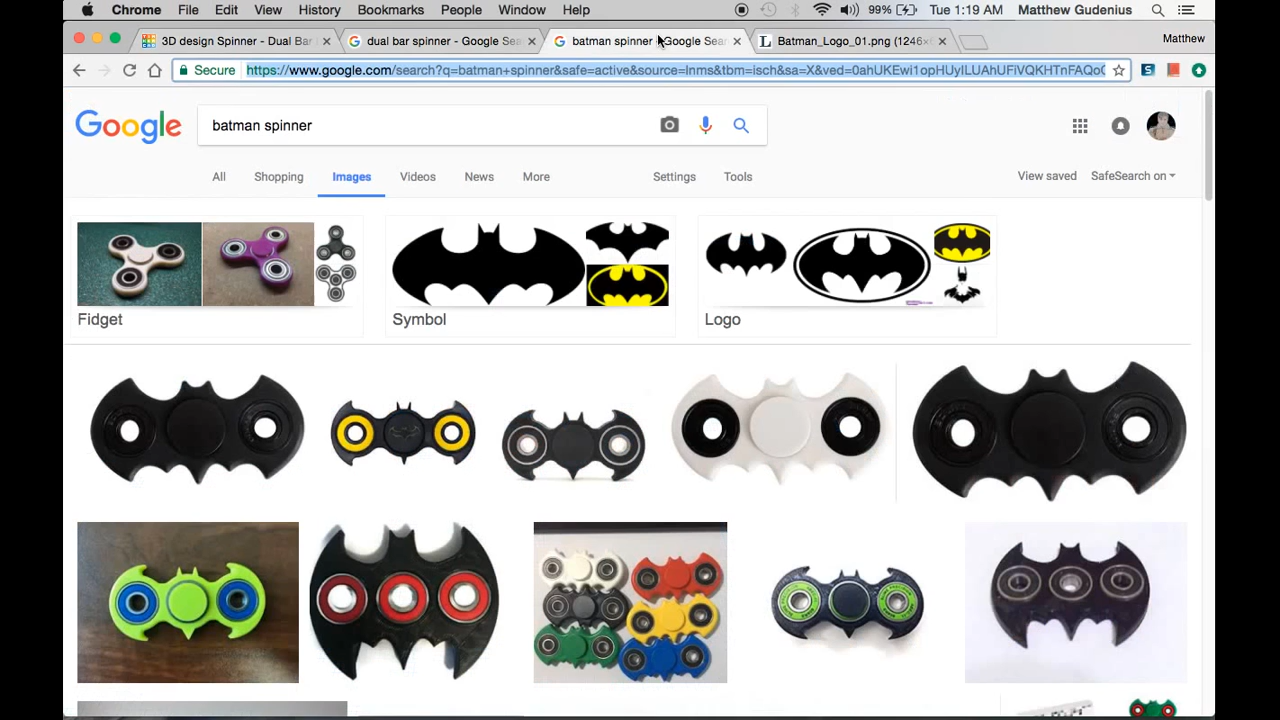 Chrome File Edit View History Bookmarks People Window Help 99% Tue 1:19 AM Matthew Gudenius
3D design Spinner - Dual Bar dual bar spinner - Google Sea batman spinner - Google Sear L Batman_Logo_01.png (1246× Matthew
Secure https://www.google.com/search?q=batman+spinner&safe=active&source=lnms&tbm=isch&sa=X&ved=
Google batman spinner
All Shopping Images Videos News More Settings Tools View saved SafeSearch on
Fidget Symbol Logo